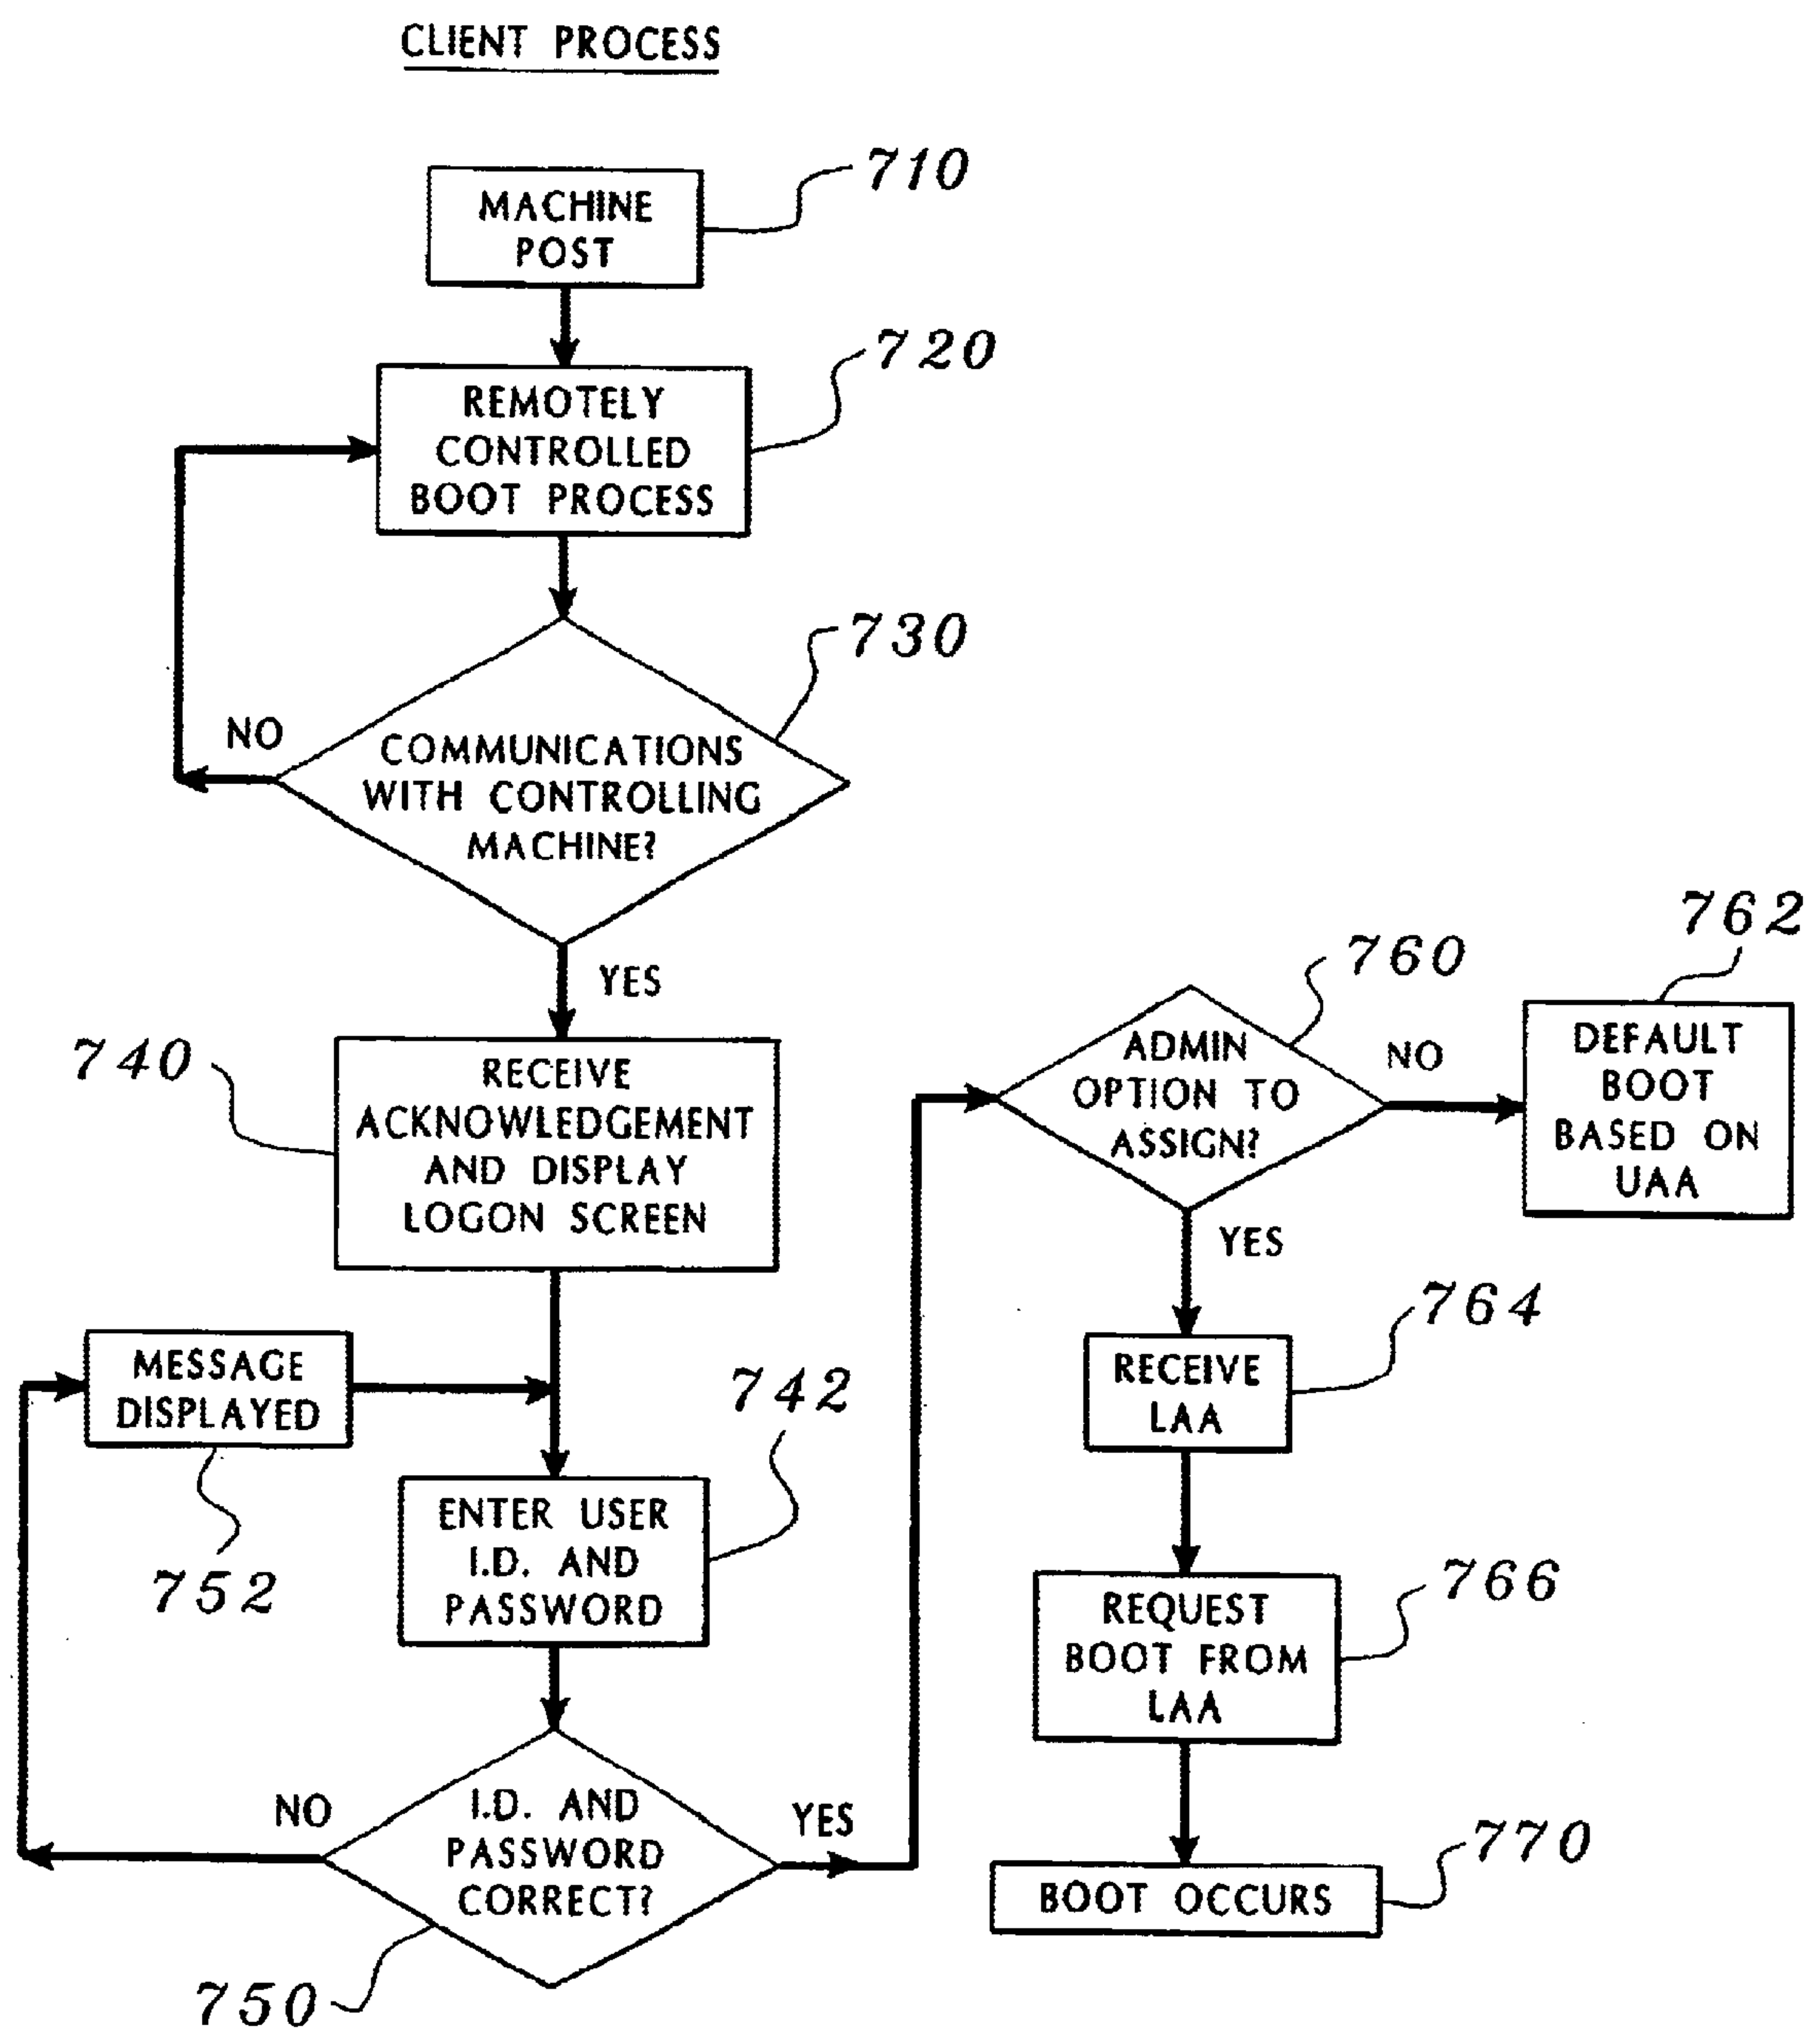 CLIENT PROCESS
710
MACHINE
POST
720
REMOTELY
CONTROLLED
BOOT PROCESS
730
NO
COMMUNICATIONS
WITH CONTROLLING
MACHINE?
YES
740
RECEIVE
ACKNOWLEDGEMENT
AND DISPLAY
LOGON SCREEN
MESSAGE
DISPLAYED
752
742
ENTER USER
I.D. AND
PASSWORD
NO
I.D. AND
PASSWORD
CORRECT?
YES
750
760
ADMIN
OPTION TO
ASSIGN?
NO
762
DEFAULT
BOOT
BASED ON
UAA
YES
764
RECEIVE
LAA
766
REQUEST
BOOT FROM
LAA
770
BOOT OCCURS